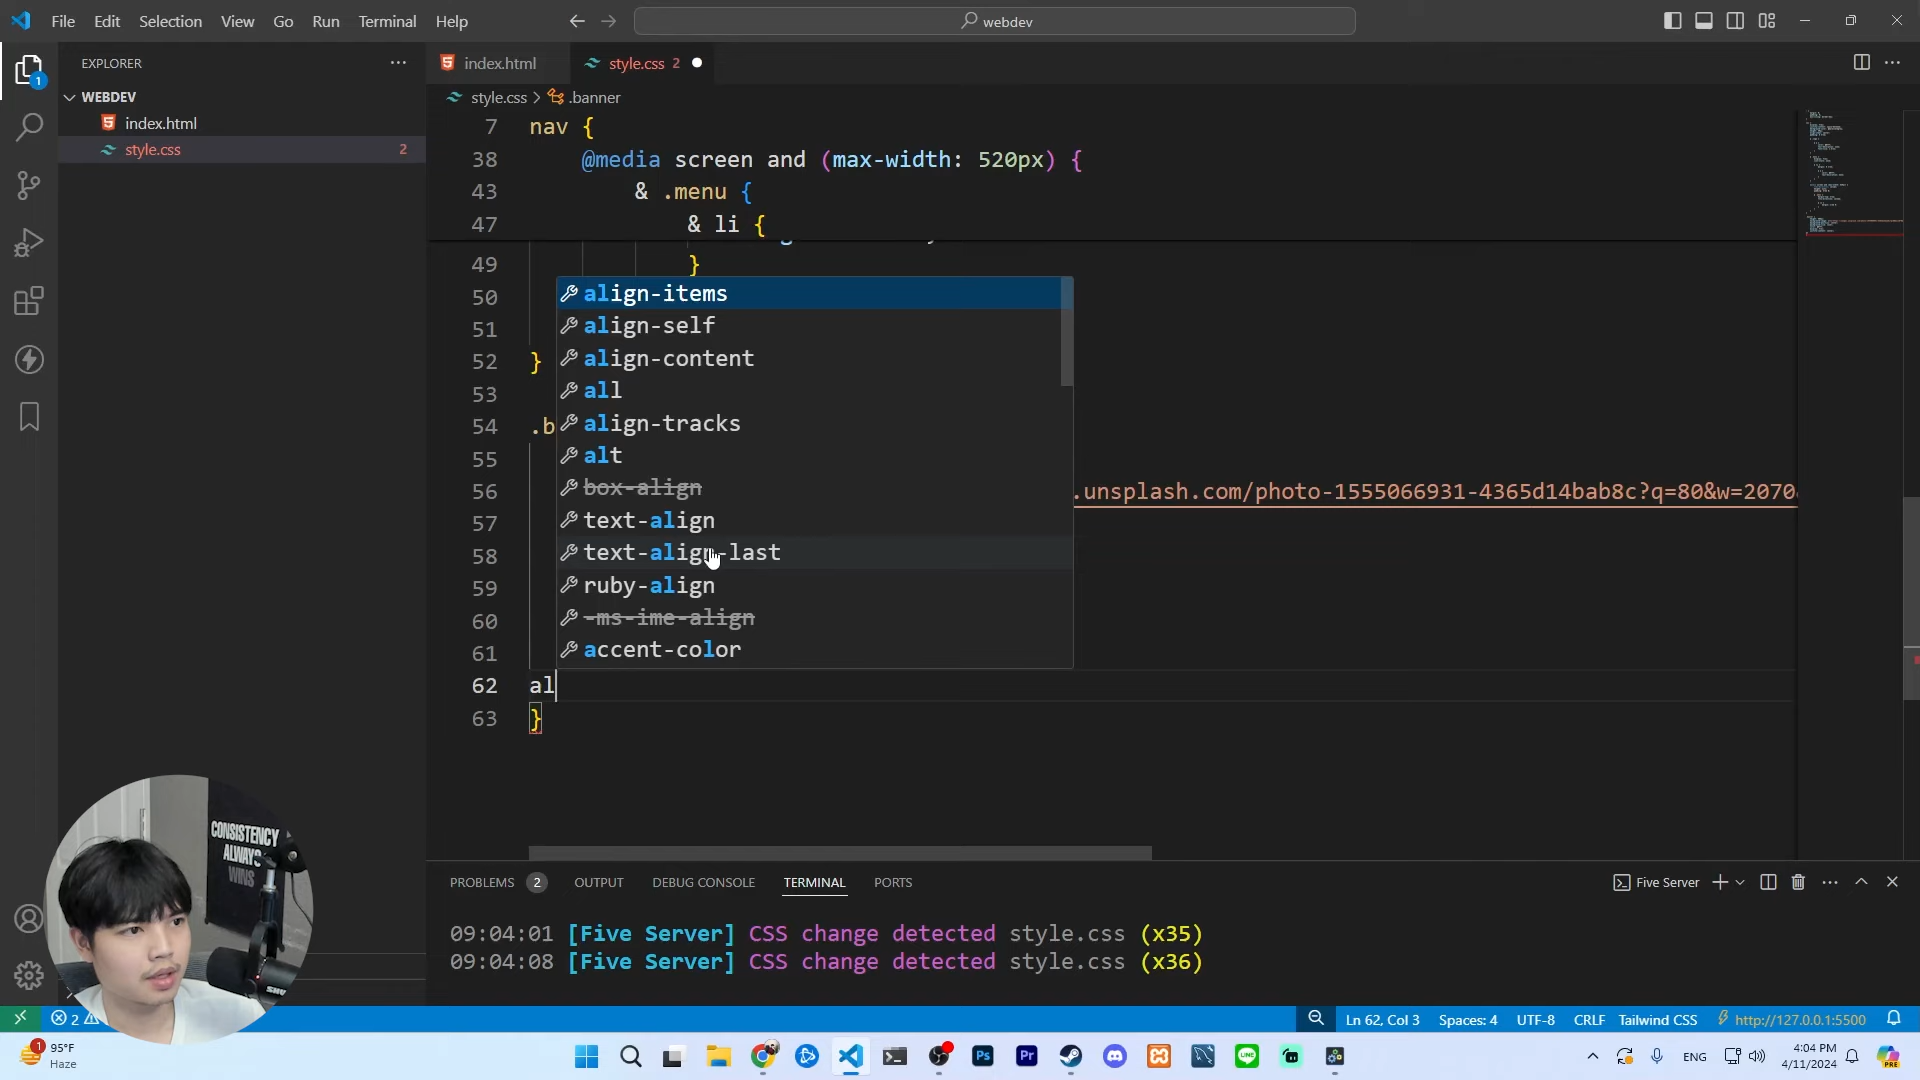 File Edit Selection View Go Run Terminal Help
webdev
EXPLORER
WEBDEV
index.html
style.css 2
1
index.html style.css 2
style.css > .banner
7 nav {
38 @media screen and (max-width: 520px) {
43 & .menu {
47 & li {
49 }
50
51
52 }
53
54 .b
55
56 .unsplash.com/photo-1555066931-4365d14bab8c?q=80&w=2070
57
58
59
60
61
62 al
63 }
align-items
align-self
align-content
all
align-tracks
alt
box-align
text-align
text-align-last
ruby-align
-ms-ime-align
accent-color
PROBLEMS 2 OUTPUT DEBUG CONSOLE TERMINAL PORTS
Five Server
09:04:01 [Five Server] CSS change detected style.css (x35)
09:04:08 [Five Server] CSS change detected style.css (x36)
CONSISTENCY
ALWAYS
WINS
2
Ln 62, Col 3 Spaces: 4 UTF-8 CRLF Tailwind CSS http://127.0.0.1:5500
1
95°F
Haze
Ps
Pr
LINE
ENG
4:04 PM
4/11/2024
PRE